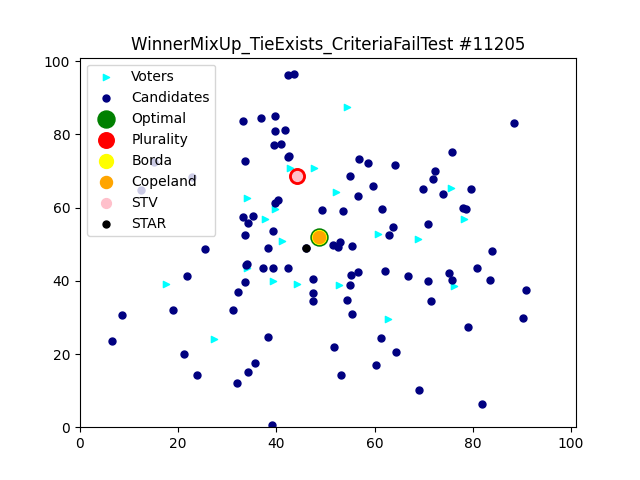 WinnerMixUp_TieExists_CriteriaFailTest #11205
100
80
60
40
20
0
Voters
Candidates
Optimal
Plurality
Borda
Copeland
STV
STAR
0 20 40 60 80 100